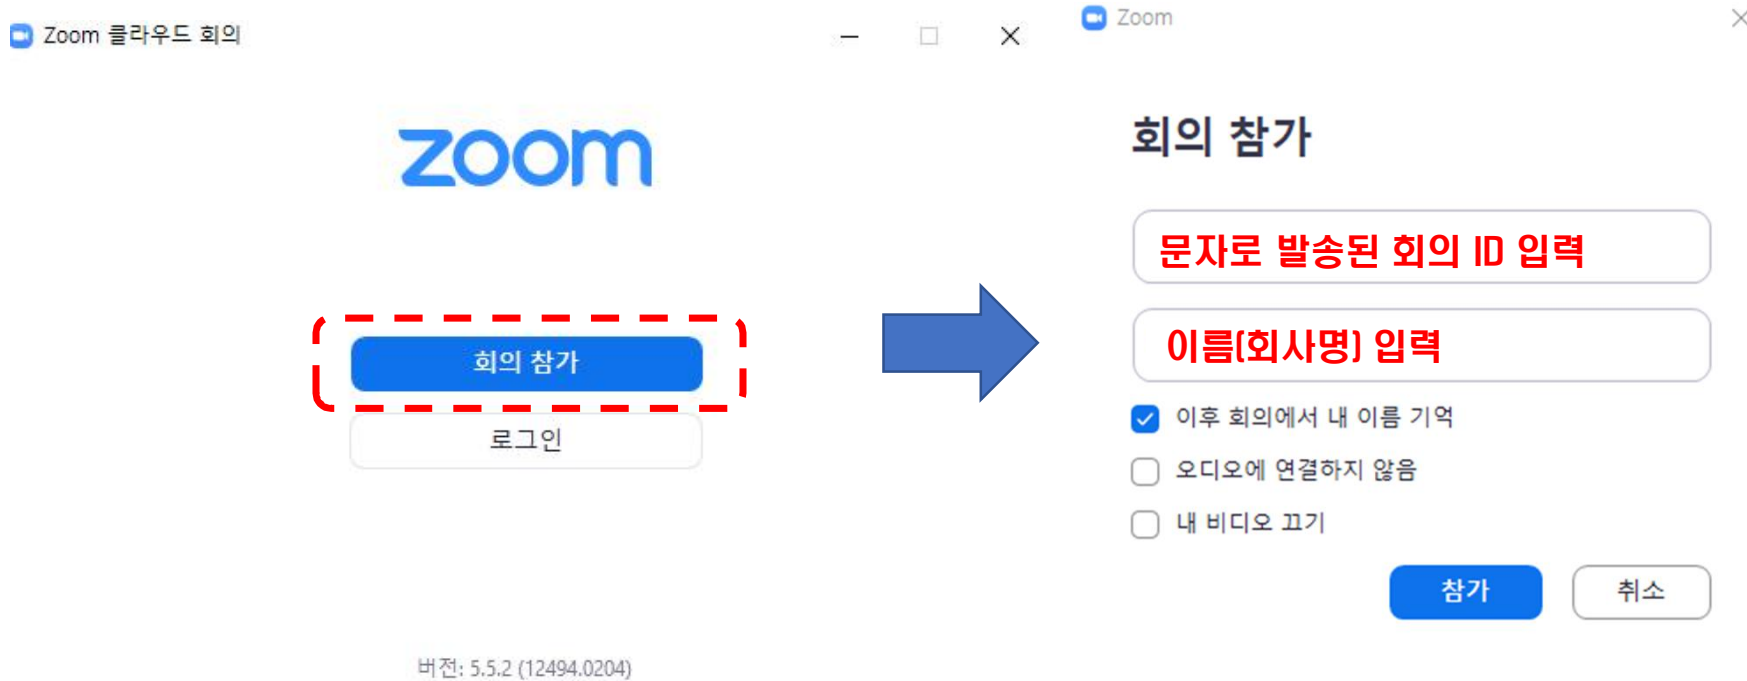 Zoom 클라우드 회의
zoom
회의 참가
로그인
버전: 5.5.2 (12494.0204)
Zoom
회의 참가
문자로 발송된 회의 ID 입력
이름(회사명) 입력
이후 회의에서 내 이름 기억
오디오에 연결하지 않음
내 비디오 끄기
참가
취소